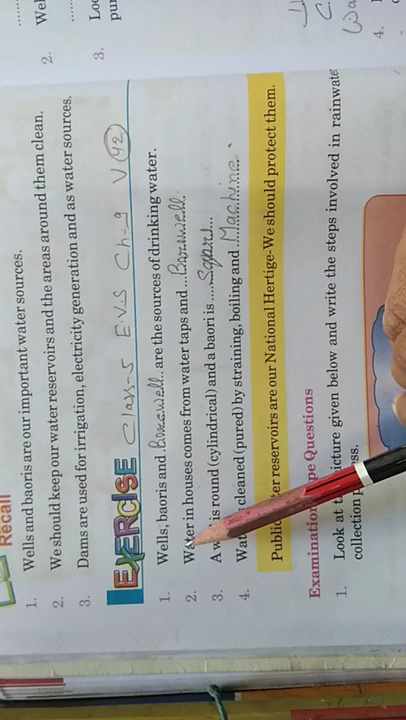 Recall
1. Wells and baoris are our important water sources.
2. We should keep our water reservoirs and the areas around them clean.
3. Dams are used for irrigation, electricity generation and as water sources.
EXERCISE Class-5 EVS Ch-9 V 42
1. Wells, baoris and Borewell are the sources of drinking water.
2. Water in houses comes from water taps and ...Borewell.
3. A is round (cylindrical) and a baori is ....Square...
4. cleaned (pured) by straining, boiling and Machine.
Public reservoirs are our National Hertige-We should protect them.
Examination Questions
1. Look at picture given below and write the steps involved in rainwater
collection
2. Wel
3. Loo
pur
4.